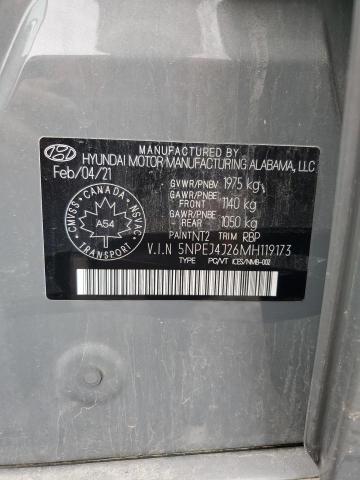 MANUFACTURED BY
HYUNDAI MOTOR MANUFACTURING ALABAMA, LLC
Feb/04/21
GVWR/PNBV 1975 kg
GAWR/PNBE FRONT 1140 kg
GAWR/PNBE - REAR 1050 kg
PAINT NT2 TRIM RBP
V.I.N 5NPEJ4J26MH119173
TYPE PC/VT ICES/NMB-002
CANADA
CMVSS
NSVAC
A54